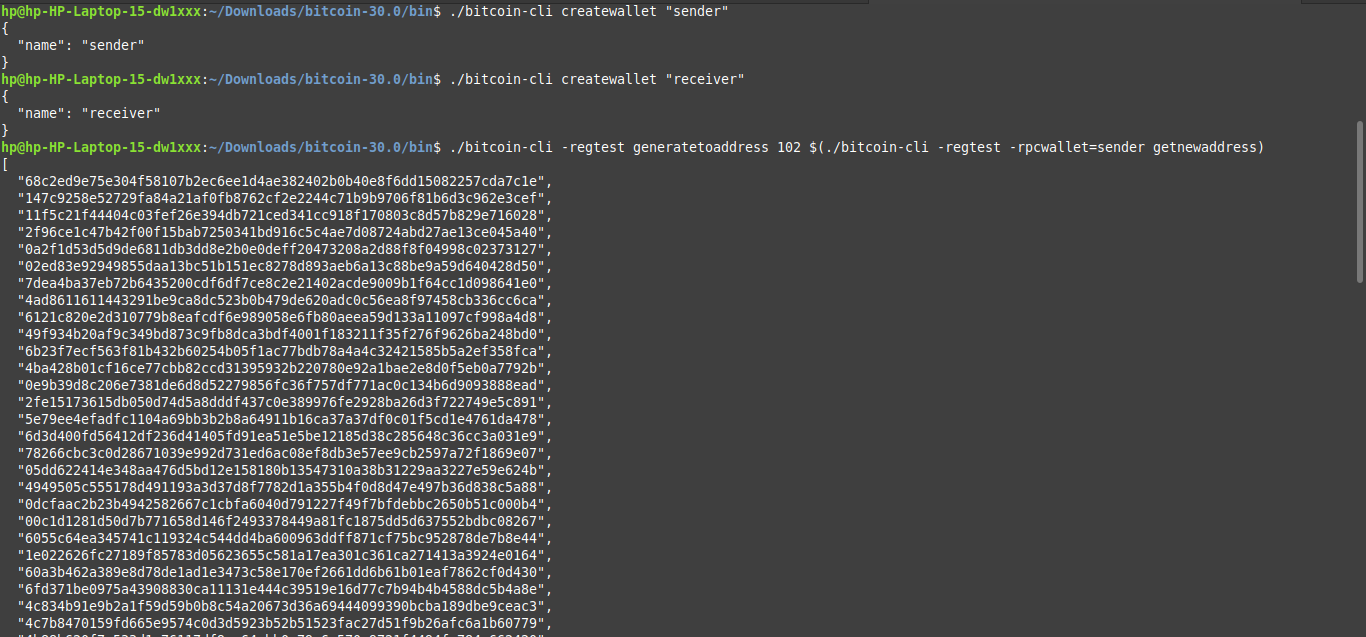 hp@hp-HP-Laptop-15-dw1xxx:~/Downloads/bitcoin-30.0/bin$ ./bitcoin-cli createwallet "sender"
{
  "name": "sender"
}
hp@hp-HP-Laptop-15-dw1xxx:~/Downloads/bitcoin-30.0/bin$ ./bitcoin-cli createwallet "receiver"
{
  "name": "receiver"
}
hp@hp-HP-Laptop-15-dw1xxx:~/Downloads/bitcoin-30.0/bin$ ./bitcoin-cli -regtest generatetoaddress 102 $(./bitcoin-cli -regtest -rpcwallet=sender getnewaddress)
[
  "68c2ed9e75e304f58107b2ec6ee1d4ae382402b0b40e8f6dd15082257cda7c1e",
  "147c9258e52729fa84a21af0fb8762cf2e2244c71b9b9706f81b6d3c962e3cef",
  "11f5c21f44404c03fef26e394db721ced341cc918f170803c8d57b829e716028",
  "2f96ce1c47b42f00f15bab7250341bd916c5c4ae7d08724abd27ae13ce045a40",
  "0a2f1d53d5d9de6811db3dd8e2b0e0deff20473208a2d88f8f04998c02373127",
  "02ed83e92949855daa13bc51b151ec8278d893aeb6a13c88be9a59d640428d50",
  "7dea4ba37eb72b6435200cdf6df7ce8c2e21402acde9009b1f64cc1d098641e0",
  "4ad8611611443291be9ca8dc523b0b479de620adc0c56ea8f97458cb336cc6ca",
  "6121c820e2d310779b8eafcdf6e989058e6fb80aeea59d133a11097cf998a4d8",
  "49f934b20af9c349bd873c9fb8dca3bdf4001f183211f35f276f9626ba248bd0",
  "6b23f7ecf563f81b432b60254b05f1ac77bdb78a4a4c32421585b5a2ef358fca",
  "4ba428b01cf16ce77cbb82ccd31395932b220780e92a1bae2e8d0f5eb0a7792b",
  "0e9b39d8c206e7381de6d8d52279856fc36f757df771ac0c134b6d9093888ead",
  "2fe15173615db050d74d5a8dddf437c0e389976fe2928ba26d3f722749e5c891",
  "5e79ee4efadfc1104a69bb3b2b8a64911b16ca37a37df0c01f5cd1e4761da478",
  "6d3d400fd56412df236d41405fd91ea51e5be12185d38c285648c36cc3a031e9",
  "78266cbc3c0d28671039e992d731ed6ac08ef8db3e57ee9cb2597a72f1869e07",
  "05dd622414e348aa476d5bd12e158180b13547310a38b31229aa3227e59e624b",
  "4949505c555178d491193a3d37d8f7782d1a355b4f0d8d47e497b36d838c5a88",
  "0dcfaac2b23b4942582667c1cbfa6040d791227f49f7bfdebbc2650b51c000b4",
  "00c1d1281d50d7b771658d146f2493378449a81fc1875dd5d637552bdbc08267",
  "6055c64ea345741c119324c544dd4ba600963ddff871cf75bc952878de7b8e44",
  "1e022626fc27189f85783d05623655c581a17ea301c361ca271413a3924e0164",
  "60a3b462a389e8d78de1ad1e3473c58e170ef2661dd6b61b01eaf7862cf0d430",
  "6fd371be0975a43908830ca11131e444c39519e16d77c7b94b4b4588dc5b4a8e",
  "4c834b91e9b2a1f59d59b0b8c54a20673d36a69444099390bcba189dbe9ceac3",
  "4c7b8470159fd665e9574c0d3d5923b52b51523fac27d51f9b26afc6a1b60779",